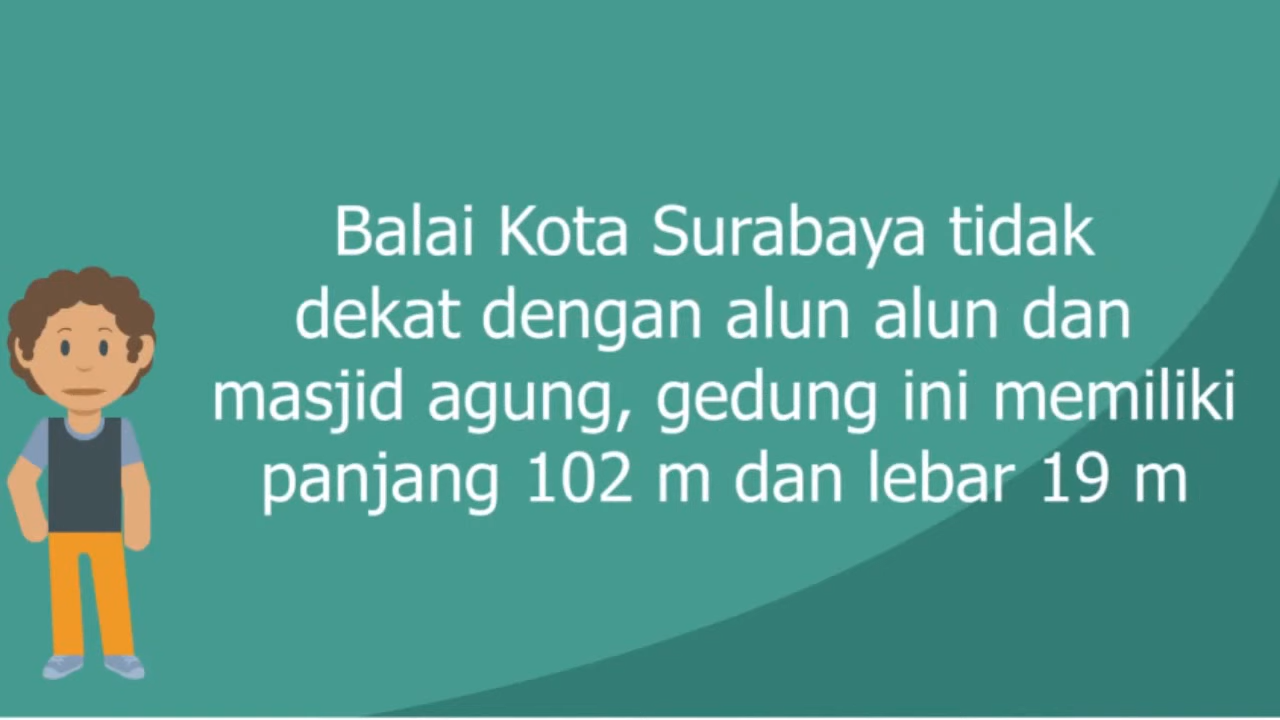 Balai Kota Surabaya tidak
dekat dengan alun alun dan
masjid agung, gedung ini memiliki
panjang 102 m dan lebar 19 m